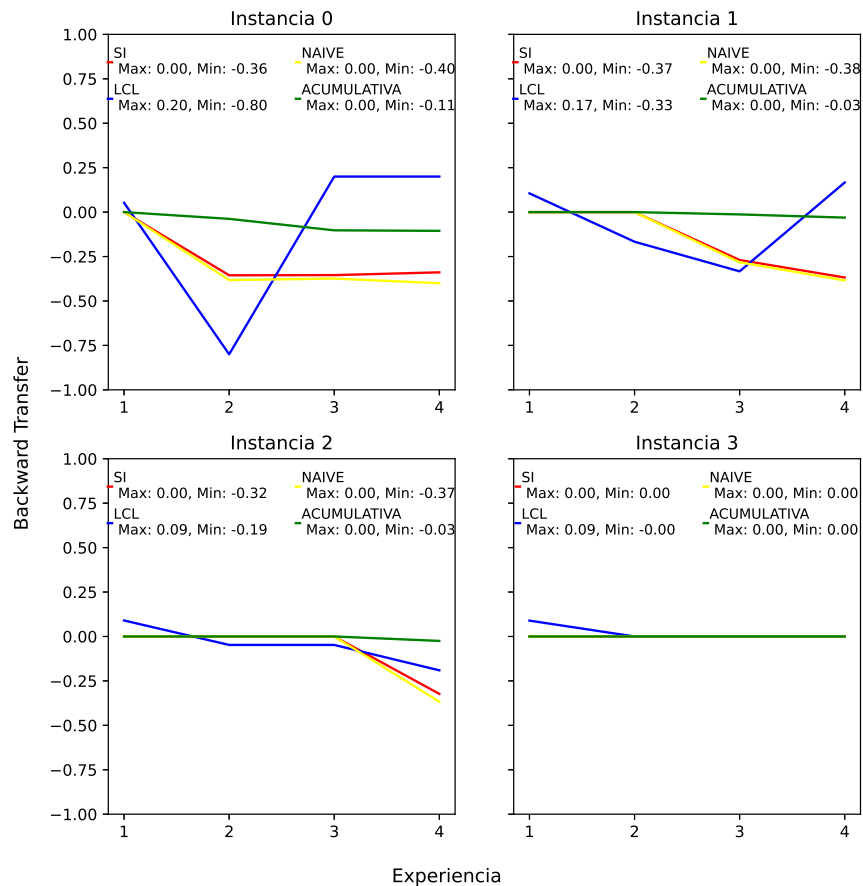 Instancia 0
Instancia 1
1.00
0.75
0.50
0.25
0.00
−0.25
−0.50
−0.75
−1.00
SI
Max: 0.00, Min: -0.36
LCL
Max: 0.20, Min: -0.80
NAIVE
Max: 0.00, Min: -0.40
ACUMULATIVA
Max: 0.00, Min: -0.11
1 2 3 4
SI
Max: 0.00, Min: -0.37
LCL
Max: 0.17, Min: -0.33
NAIVE
Max: 0.00, Min: -0.38
ACUMULATIVA
Max: 0.00, Min: -0.03
1 2 3 4
Backward Transfer
Instancia 2
Instancia 3
1.00
0.75
0.50
0.25
0.00
−0.25
−0.50
−0.75
−1.00
SI
Max: 0.00, Min: -0.32
LCL
Max: 0.09, Min: -0.19
NAIVE
Max: 0.00, Min: -0.37
ACUMULATIVA
Max: 0.00, Min: -0.03
1 2 3 4
SI
Max: 0.00, Min: 0.00
LCL
Max: 0.09, Min: -0.00
NAIVE
Max: 0.00, Min: 0.00
ACUMULATIVA
Max: 0.00, Min: 0.00
1 2 3 4
Experiencia